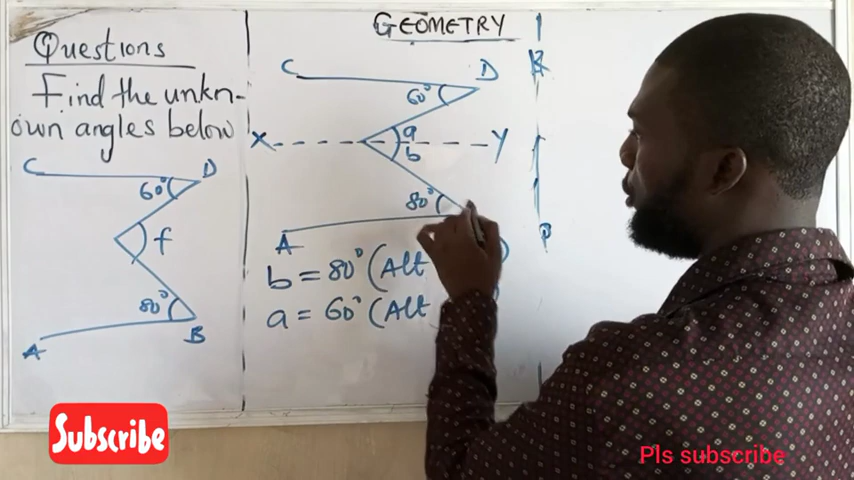 GEOMETRY
Questions
Find the unkn-
own angles below
C
D
60°
f
80°
A
B
C
D
60°
a
X
Y
b
80°
A
b = 80° (Alt
)
a = 60° (Alt
Subscribe
Pls subscribe